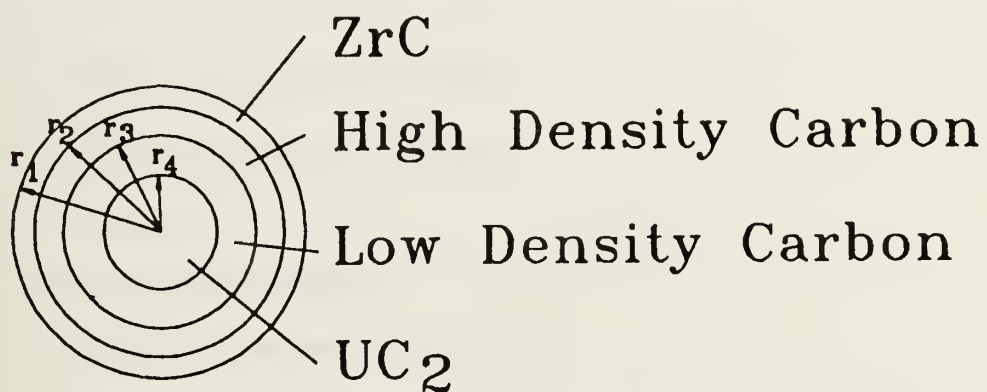 ZrC
High Density Carbon
r2
r3
r1
r4
Low Density Carbon
UC2